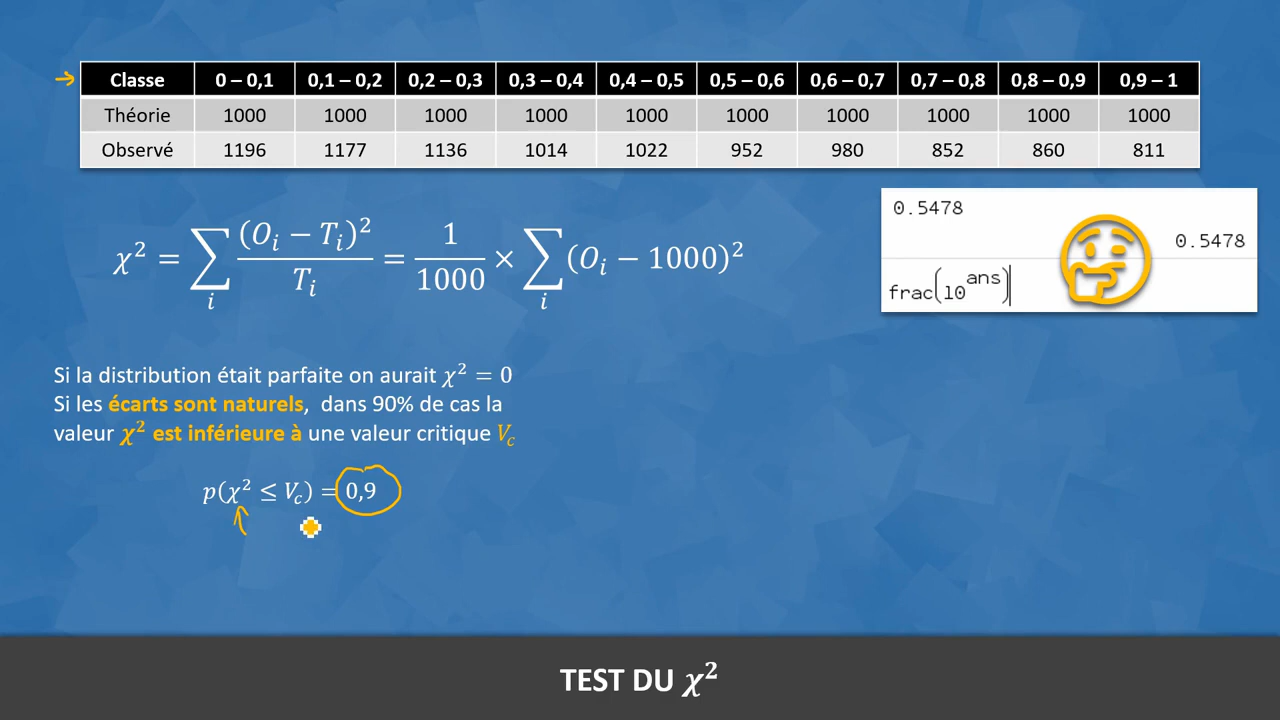 Classe 0 – 0,1 0,1 – 0,2 0,2 – 0,3 0,3 – 0,4 0,4 – 0,5 0,5 – 0,6 0,6 – 0,7 0,7 – 0,8 0,8 – 0,9 0,9 – 1
Théorie 1000 1000 1000 1000 1000 1000 1000 1000 1000 1000
Observé 1196 1177 1136 1014 1022 952 980 852 860 811
χ² = ∑_i (O_i − T_i)² / T_i = 1/1000 × ∑_i (O_i − 1000)²
0.5478
0.5478
frac(10^ans)
Si la distribution était parfaite on aurait χ² = 0
Si les écarts sont naturels, dans 90% de cas la
valeur χ² est inférieure à une valeur critique V_c
p(χ² ≤ V_c) = 0,9
TEST DU χ²